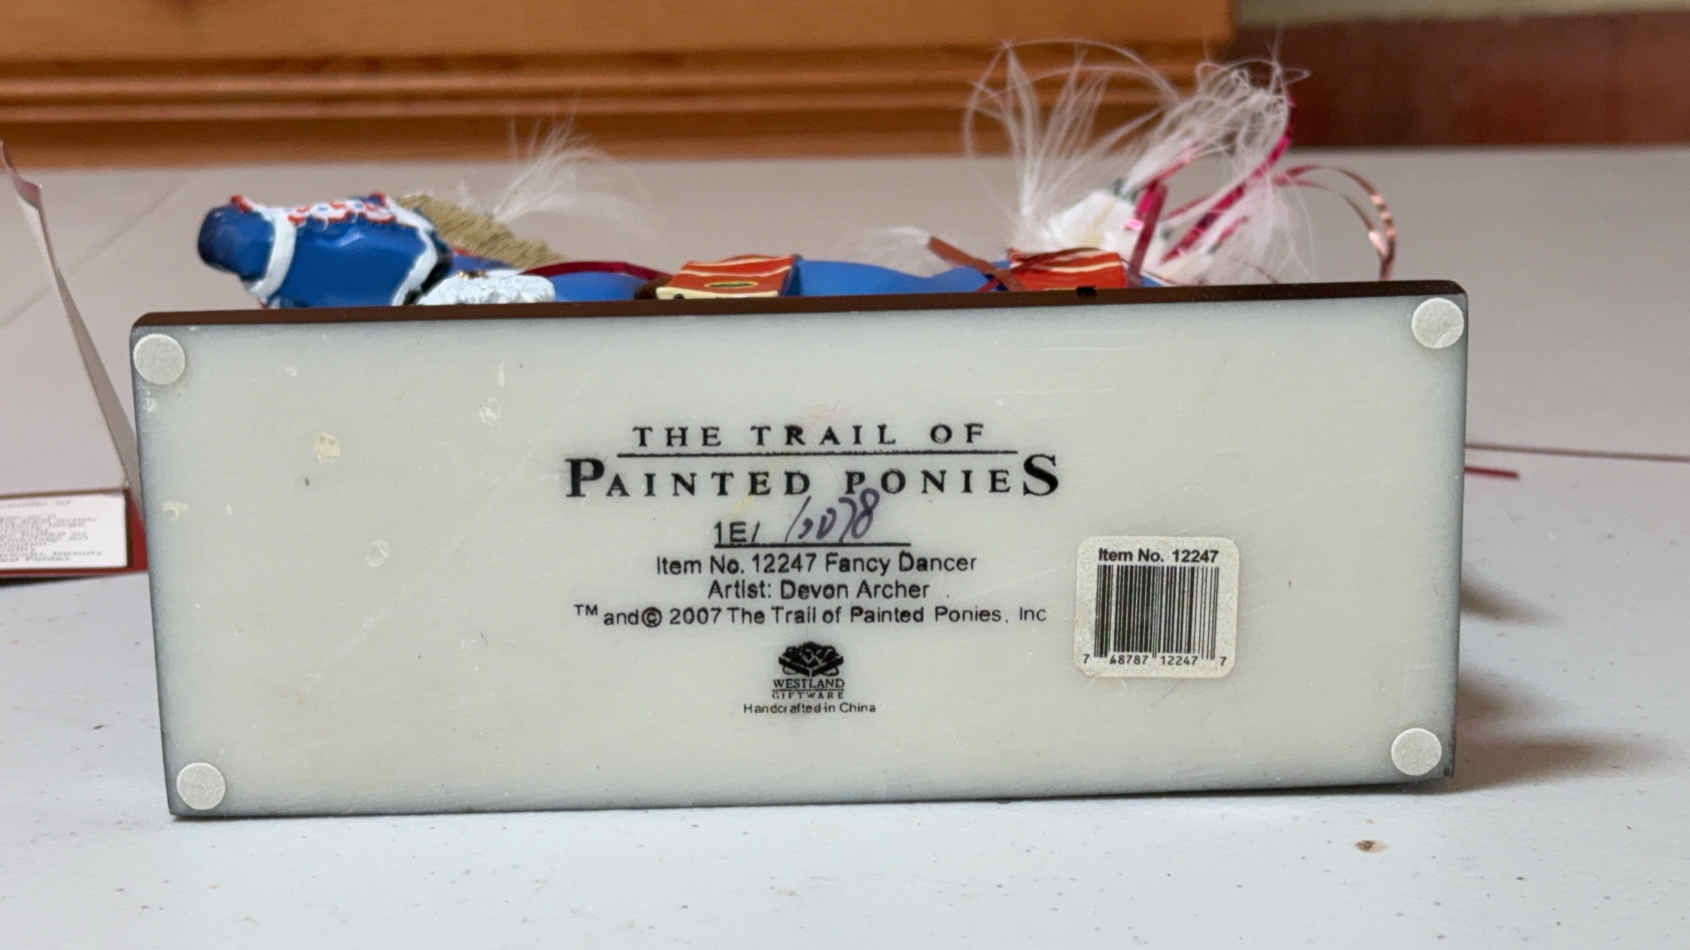 THE TRAIL OF
PAINTED PONIES
1E/
Item No. 12247 Fancy Dancer
Artist: Devon Archer
™ and © 2007 The Trail of Painted Ponies, Inc
WESTLAND
GIFTWARE
Handcrafted in China
Item No. 12247
7 48787 12247 7